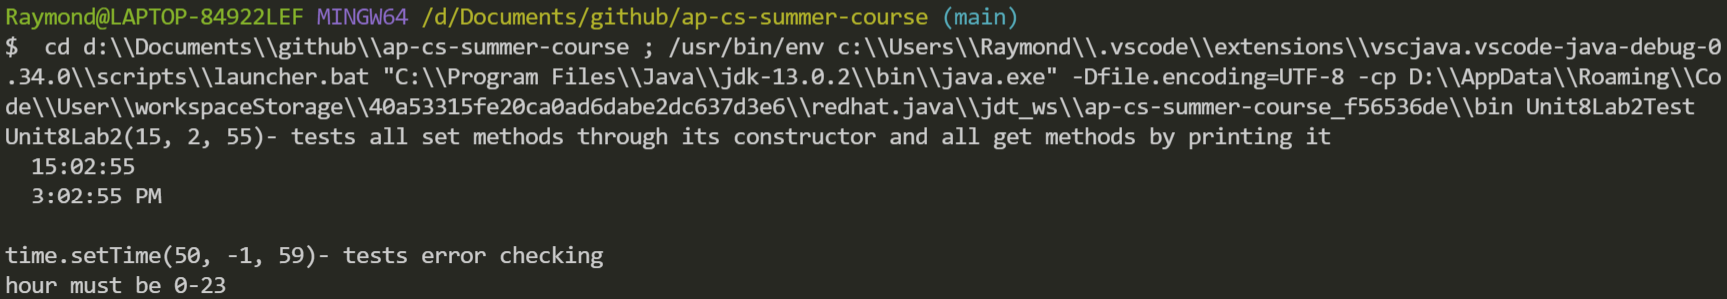 Raymond@LAPTOP-84922LEF MINGW64 /d/Documents/github/ap-cs-summer-course (main)
$  cd d:\\Documents\\github\\ap-cs-summer-course ; /usr/bin/env c:\\Users\\Raymond\\.vscode\\extensions\\vscjava.vscode-java-debug-0
.34.0\\scripts\\launcher.bat "C:\\Program Files\\Java\\jdk-13.0.2\\bin\\java.exe" -Dfile.encoding=UTF-8 -cp D:\\AppData\\Roaming\\Co
de\\User\\workspaceStorage\\40a53315fe20ca0ad6dabe2dc637d3e6\\redhat.java\\jdt_ws\\ap-cs-summer-course_f56536de\\bin Unit8Lab2Test
Unit8Lab2(15, 2, 55)- tests all set methods through its constructor and all get methods by printing it
  15:02:55
  3:02:55 PM

time.setTime(50, -1, 59)- tests error checking
hour must be 0-23